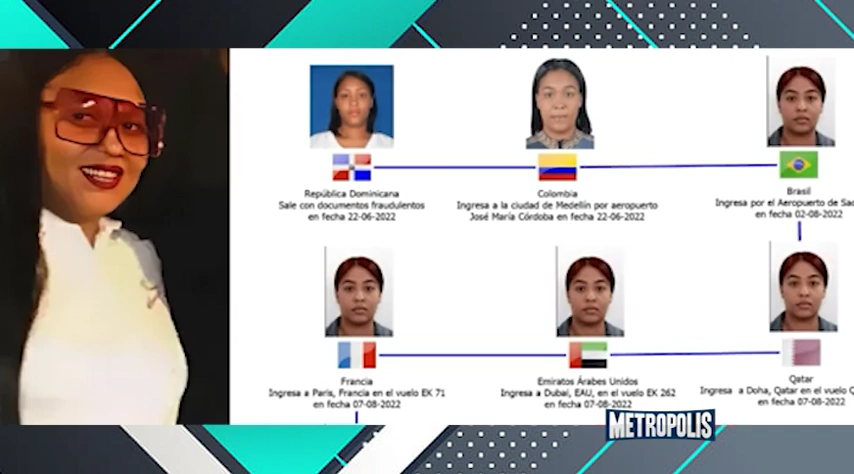 República Dominicana
Sale con documentos fraudulentos
en fecha 22-06-2022
Colombia
Ingresa a la ciudad de Medellín por aeropuerto
José María Córdoba en fecha 22-06-2022
Brasil
Ingresa por el Aeropuerto de
en fecha 02-08-2022
Francia
Ingresa a Paris, Francia en el vuelo EK 71
en fecha 07-08-2022
Emiratos Árabes Unidos
Ingresa a Dubai, EAU, en el vuelo EK 262
en fecha 07-08-2022
Qatar
Ingresa a Doha, Qatar en el vuelo
en fecha 07-08-2022
METROPOLIS